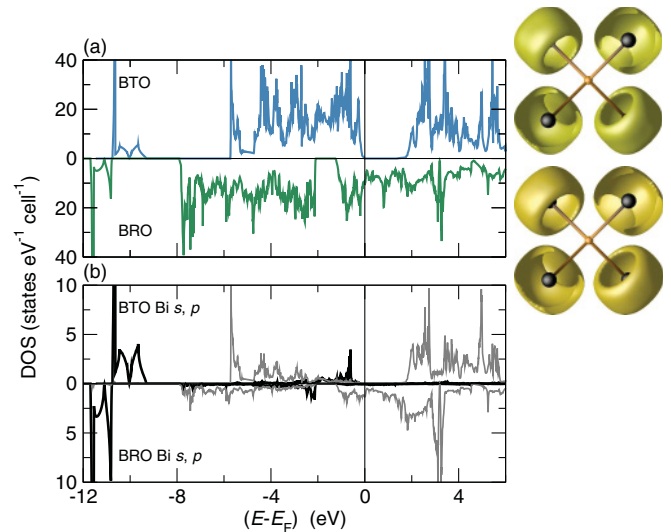 (a)
40
BTO
20
0
20
BRO
40
(b)
10
BTO Bi s, p
5
0
5
BRO Bi s, p
10
-12 -8 -4 0 4
(E-E_F) (eV)
DOS (states eV⁻¹ cell⁻¹)